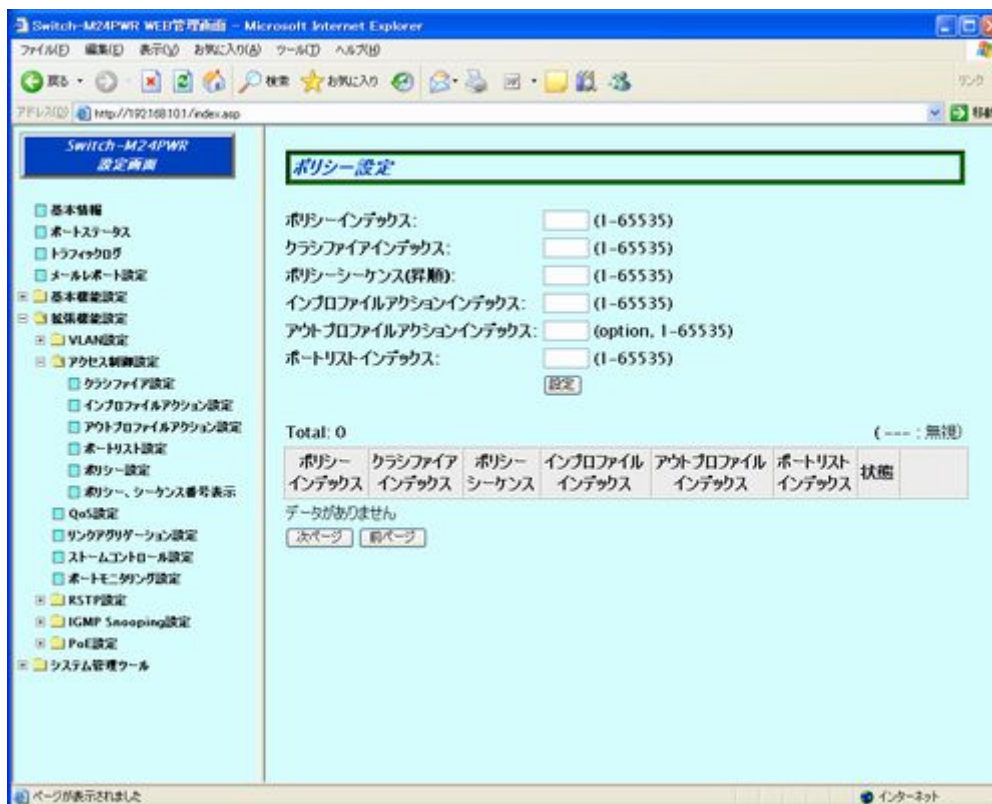 Switch-M24PWR WEB管理画面 - Microsoft Internet Explorer
ファイル(F) 編集(E) 表示(V) お気に入り(A) ツール(T) ヘルプ(H)
戻る 検索 お気に入り リンク
アドレス(D) http://192.168.10.1/index.asp 移動
Switch-M24PWR
設定画面
基本情報
ポートステータス
トラフィックログ
メールレポート設定
基本機能設定
拡張機能設定
VLAN設定
アクセス制御設定
クラシファイア設定
インプロファイルアクション設定
アウトプロファイルアクション設定
ポートリスト設定
ポリシー設定
ポリシー、シーケンス番号表示
QoS設定
リンクアグリゲーション設定
ストームコントロール設定
ポートモニタリング設定
RSTP設定
IGMP Snooping設定
PoE設定
システム管理ツール
ポリシー設定
ポリシーインデックス: (1-65535)
クラシファイアインデックス: (1-65535)
ポリシーシーケンス(昇順): (1-65535)
インプロファイルアクションインデックス: (1-65535)
アウトプロファイルアクションインデックス: (option, 1-65535)
ポートリストインデックス: (1-65535)
設定
Total: 0 ( --- : 無視)
ポリシー クラシファイア ポリシー インプロファイル アウトプロファイル ポートリスト 状態
インデックス インデックス シーケンス インデックス インデックス インデックス
データがありません
次ページ 前ページ
ページが表示されました インターネット